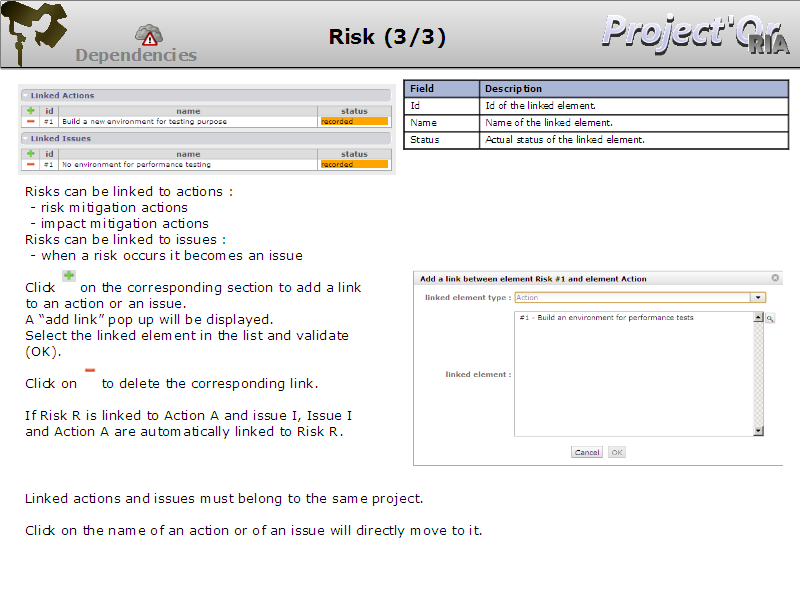 Dependencies
Risk (3/3)
Project'Or
RIA
Linked Actions
id name status
#1 Build a new environment for testing purpose recorded
Linked Issues
id name status
#1 No environment for performance testing recorded
Field Description
Id Id of the linked element.
Name Name of the linked element.
Status Actual status of the linked element.
Risks can be linked to actions :
- risk mitigation actions
- impact mitigation actions
Risks can be linked to issues :
- when a risk occurs it becomes an issue
Click on the corresponding section to add a link
to an action or an issue.
A “add link” pop up will be displayed.
Select the linked element in the list and validate
(OK).
Click on to delete the corresponding link.
If Risk R is linked to Action A and issue I, Issue I
and Action A are automatically linked to Risk R.
Add a link between element Risk #1 and element Action
linked element type : Action
#1 - Build an environment for performance tests
linked element :
Cancel OK
Linked actions and issues must belong to the same project.
Click on the name of an action or of an issue will directly move to it.